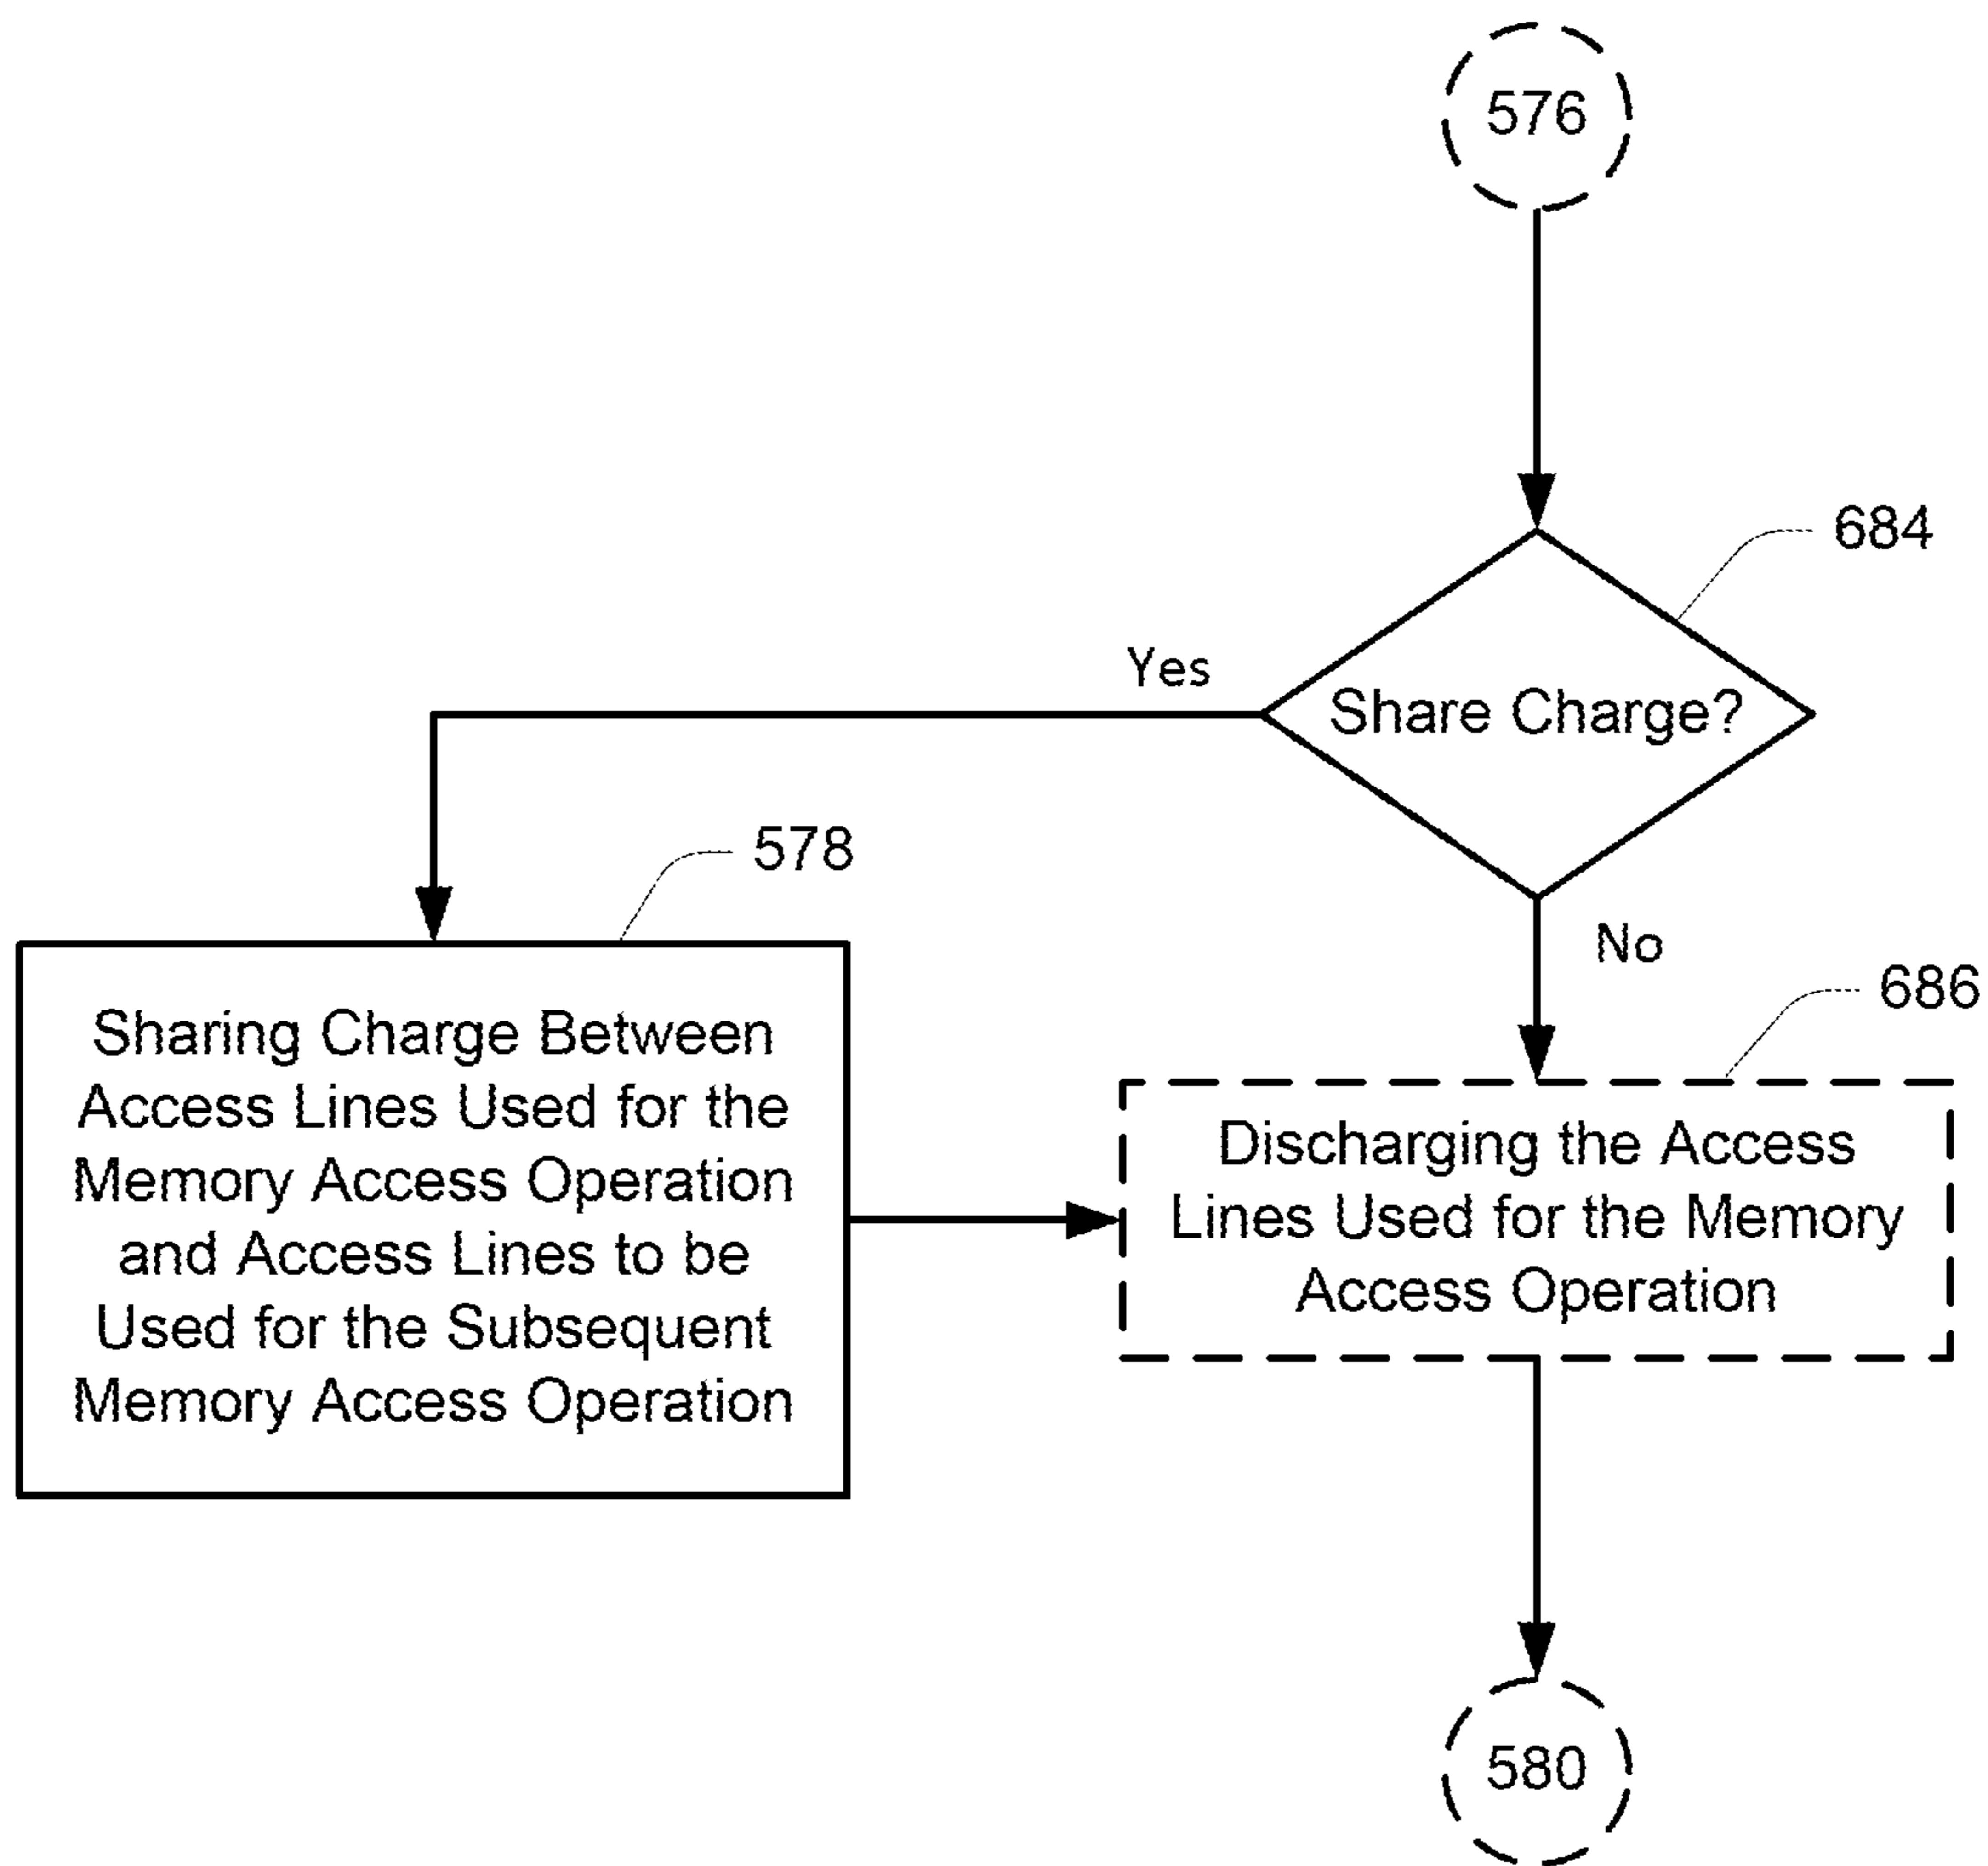 576
684
Share Charge?
Yes
578
No
686
Sharing Charge Between
Access Lines Used for the
Memory Access Operation
and Access Lines to be
Used for the Subsequent
Memory Access Operation
Discharging the Access
Lines Used for the Memory
Access Operation
580